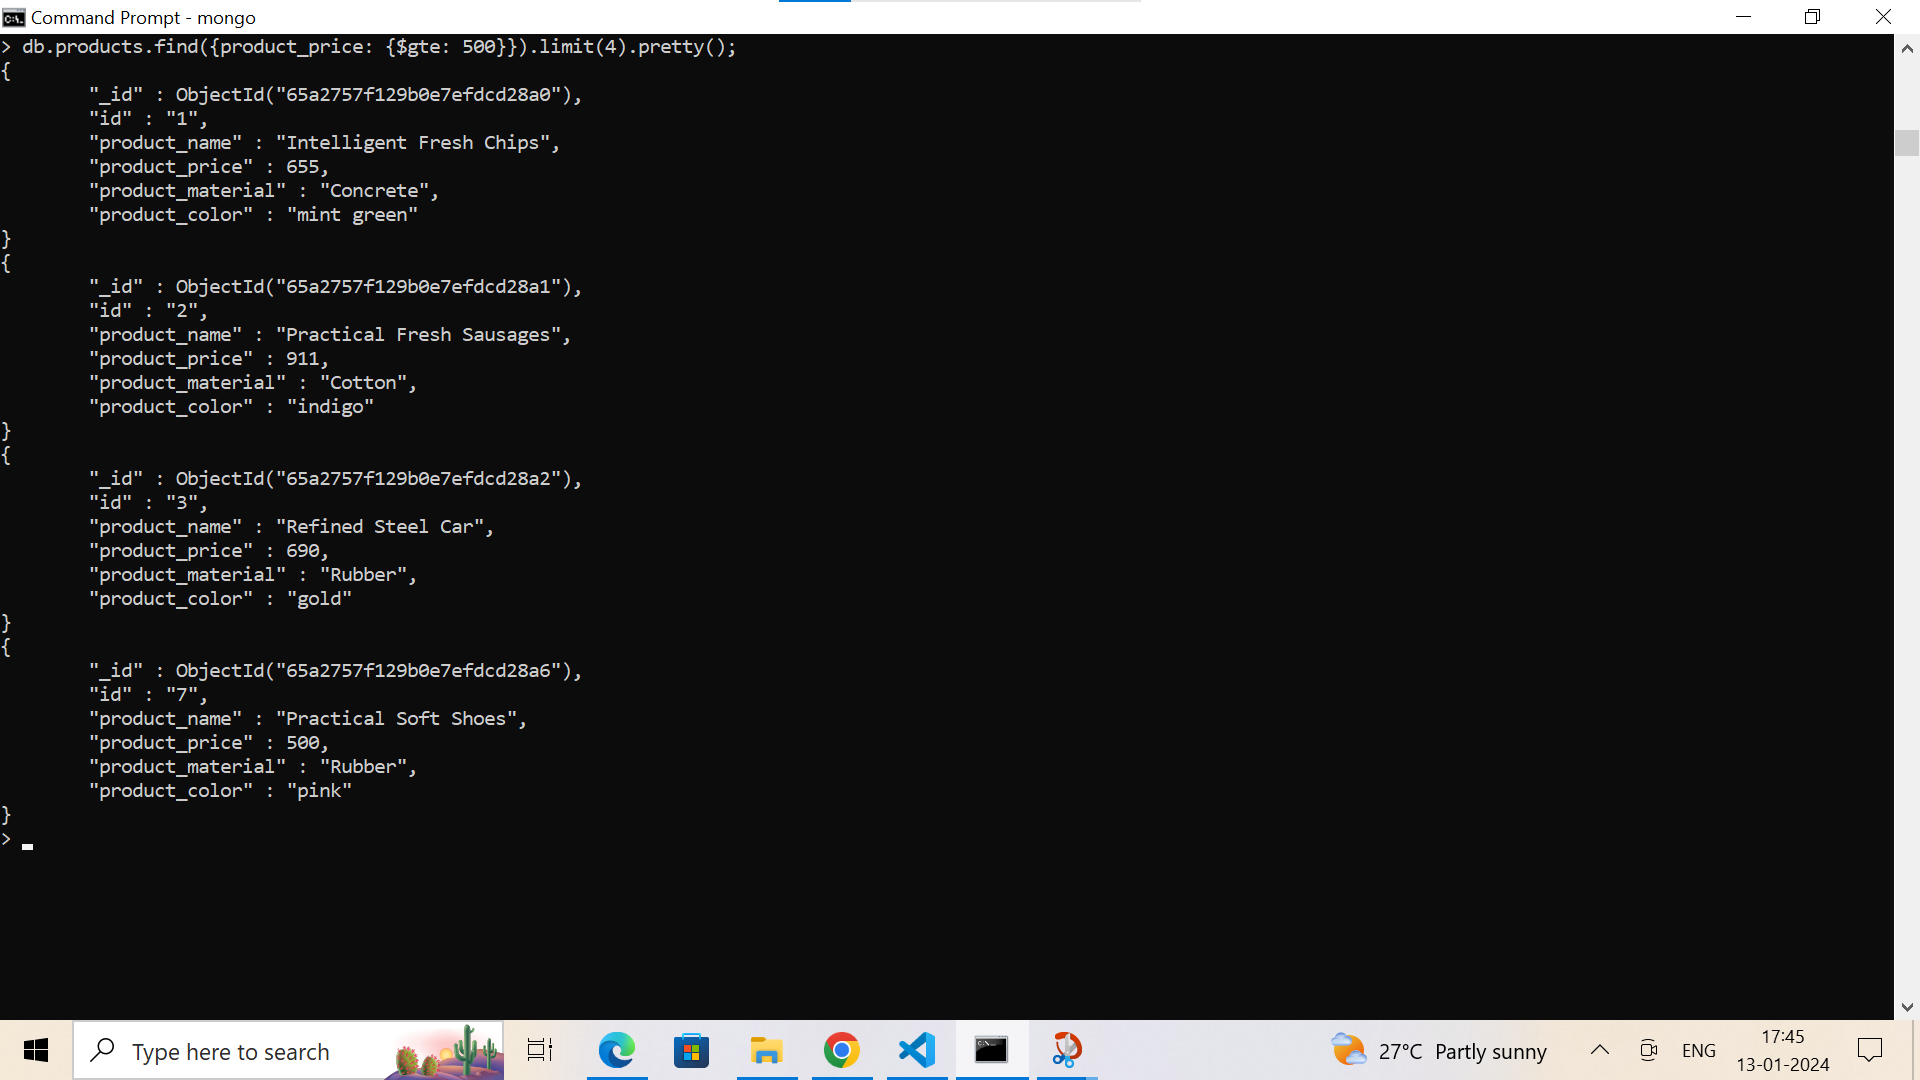 Command Prompt - mongo
> db.products.find({product_price: {$gte: 500}}).limit(4).pretty();
{
"_id" : ObjectId("65a2757f129b0e7efdcd28a0"),
"id" : "1",
"product_name" : "Intelligent Fresh Chips",
"product_price" : 655,
"product_material" : "Concrete",
"product_color" : "mint green"
}
{
"_id" : ObjectId("65a2757f129b0e7efdcd28a1"),
"id" : "2",
"product_name" : "Practical Fresh Sausages",
"product_price" : 911,
"product_material" : "Cotton",
"product_color" : "indigo"
}
{
"_id" : ObjectId("65a2757f129b0e7efdcd28a2"),
"id" : "3",
"product_name" : "Refined Steel Car",
"product_price" : 690,
"product_material" : "Rubber",
"product_color" : "gold"
}
{
"_id" : ObjectId("65a2757f129b0e7efdcd28a6"),
"id" : "7",
"product_name" : "Practical Soft Shoes",
"product_price" : 500,
"product_material" : "Rubber",
"product_color" : "pink"
}
>
Type here to search
27°C Partly sunny
ENG
17:45
13-01-2024